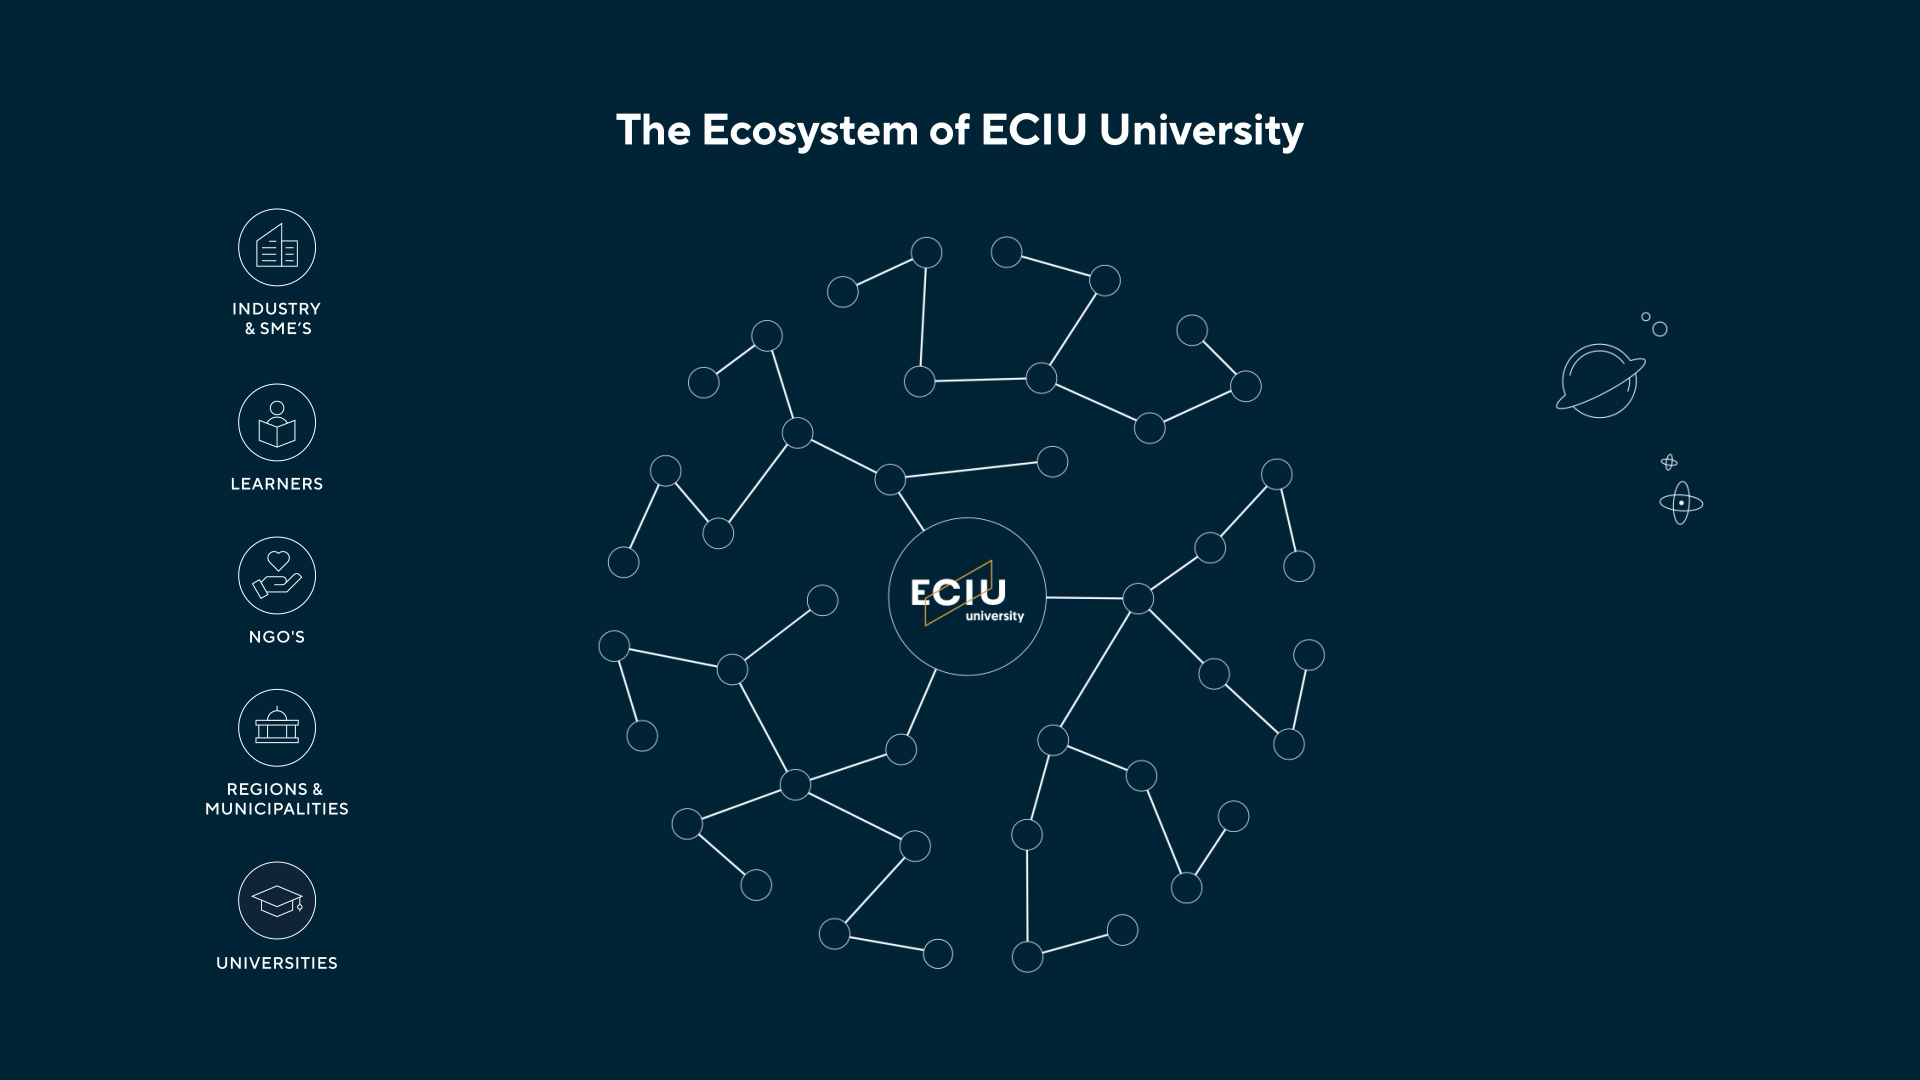 The Ecosystem of ECIU University
INDUSTRY
& SME’S
LEARNERS
NGO'S
REGIONS &
MUNICIPALITIES
UNIVERSITIES
ECIU
university